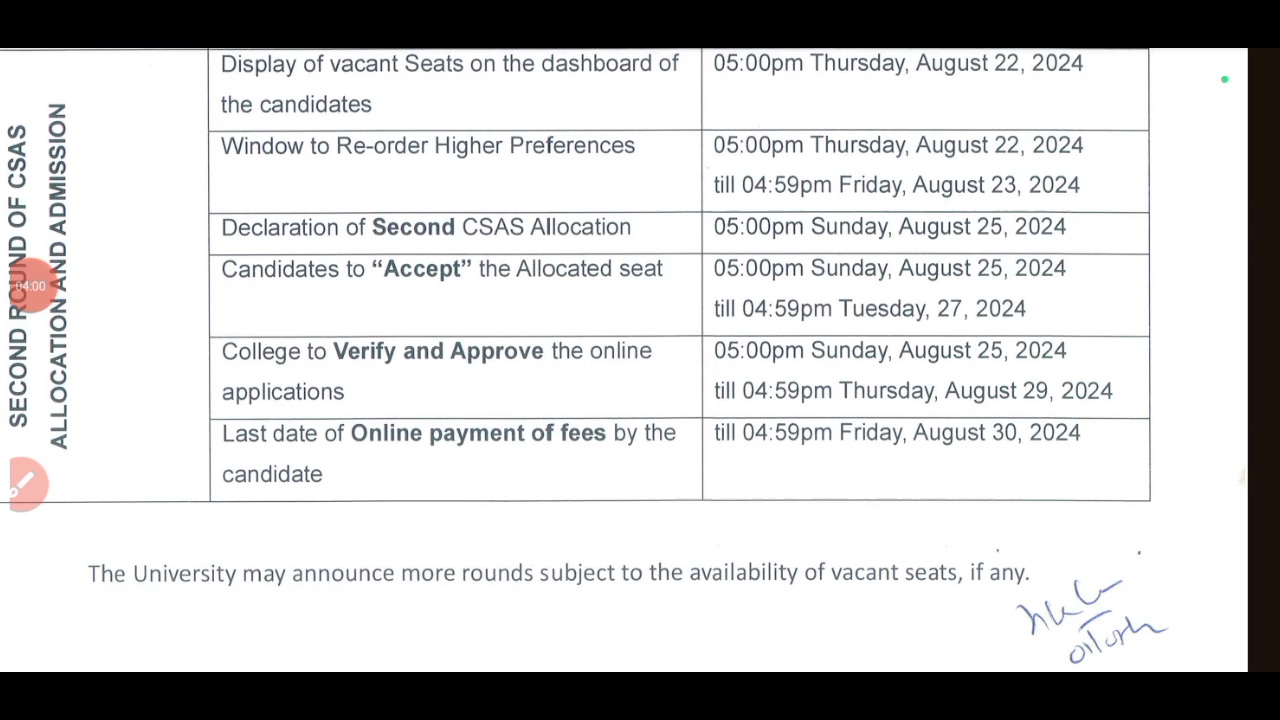 SECOND ROUND OF CSAS
ALLOCATION AND ADMISSION
Display of vacant Seats on the dashboard of
the candidates
05:00pm Thursday, August 22, 2024
Window to Re-order Higher Preferences
05:00pm Thursday, August 22, 2024
till 04:59pm Friday, August 23, 2024
Declaration of Second CSAS Allocation
05:00pm Sunday, August 25, 2024
Candidates to “Accept” the Allocated seat
05:00pm Sunday, August 25, 2024
till 04:59pm Tuesday, 27, 2024
College to Verify and Approve the online
applications
05:00pm Sunday, August 25, 2024
till 04:59pm Thursday, August 29, 2024
Last date of Online payment of fees by the
candidate
till 04:59pm Friday, August 30, 2024
04:00
The University may announce more rounds subject to the availability of vacant seats, if any.